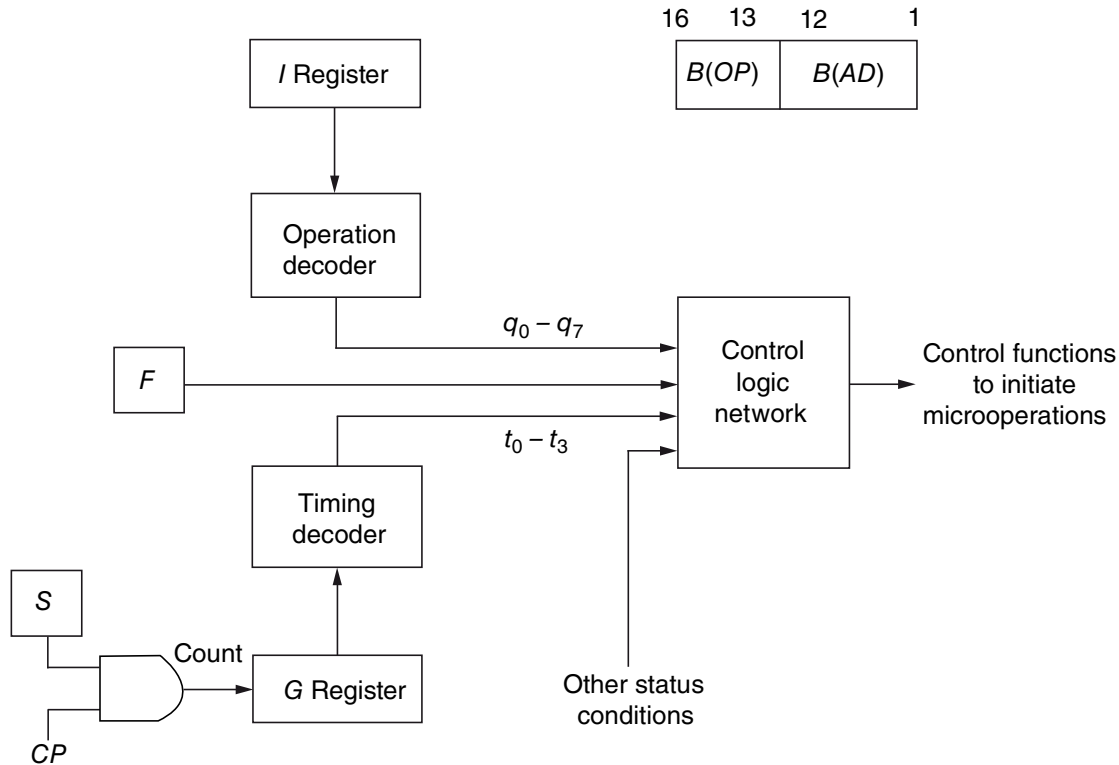 16 13 12 1
I Register
B(OP) B(AD)
Operation
decoder
q₀ – q₇
F
Control
logic
network
Control functions
to initiate
microoperations
t₀ – t₃
Timing
decoder
S
Count
G Register
CP
Other status
conditions